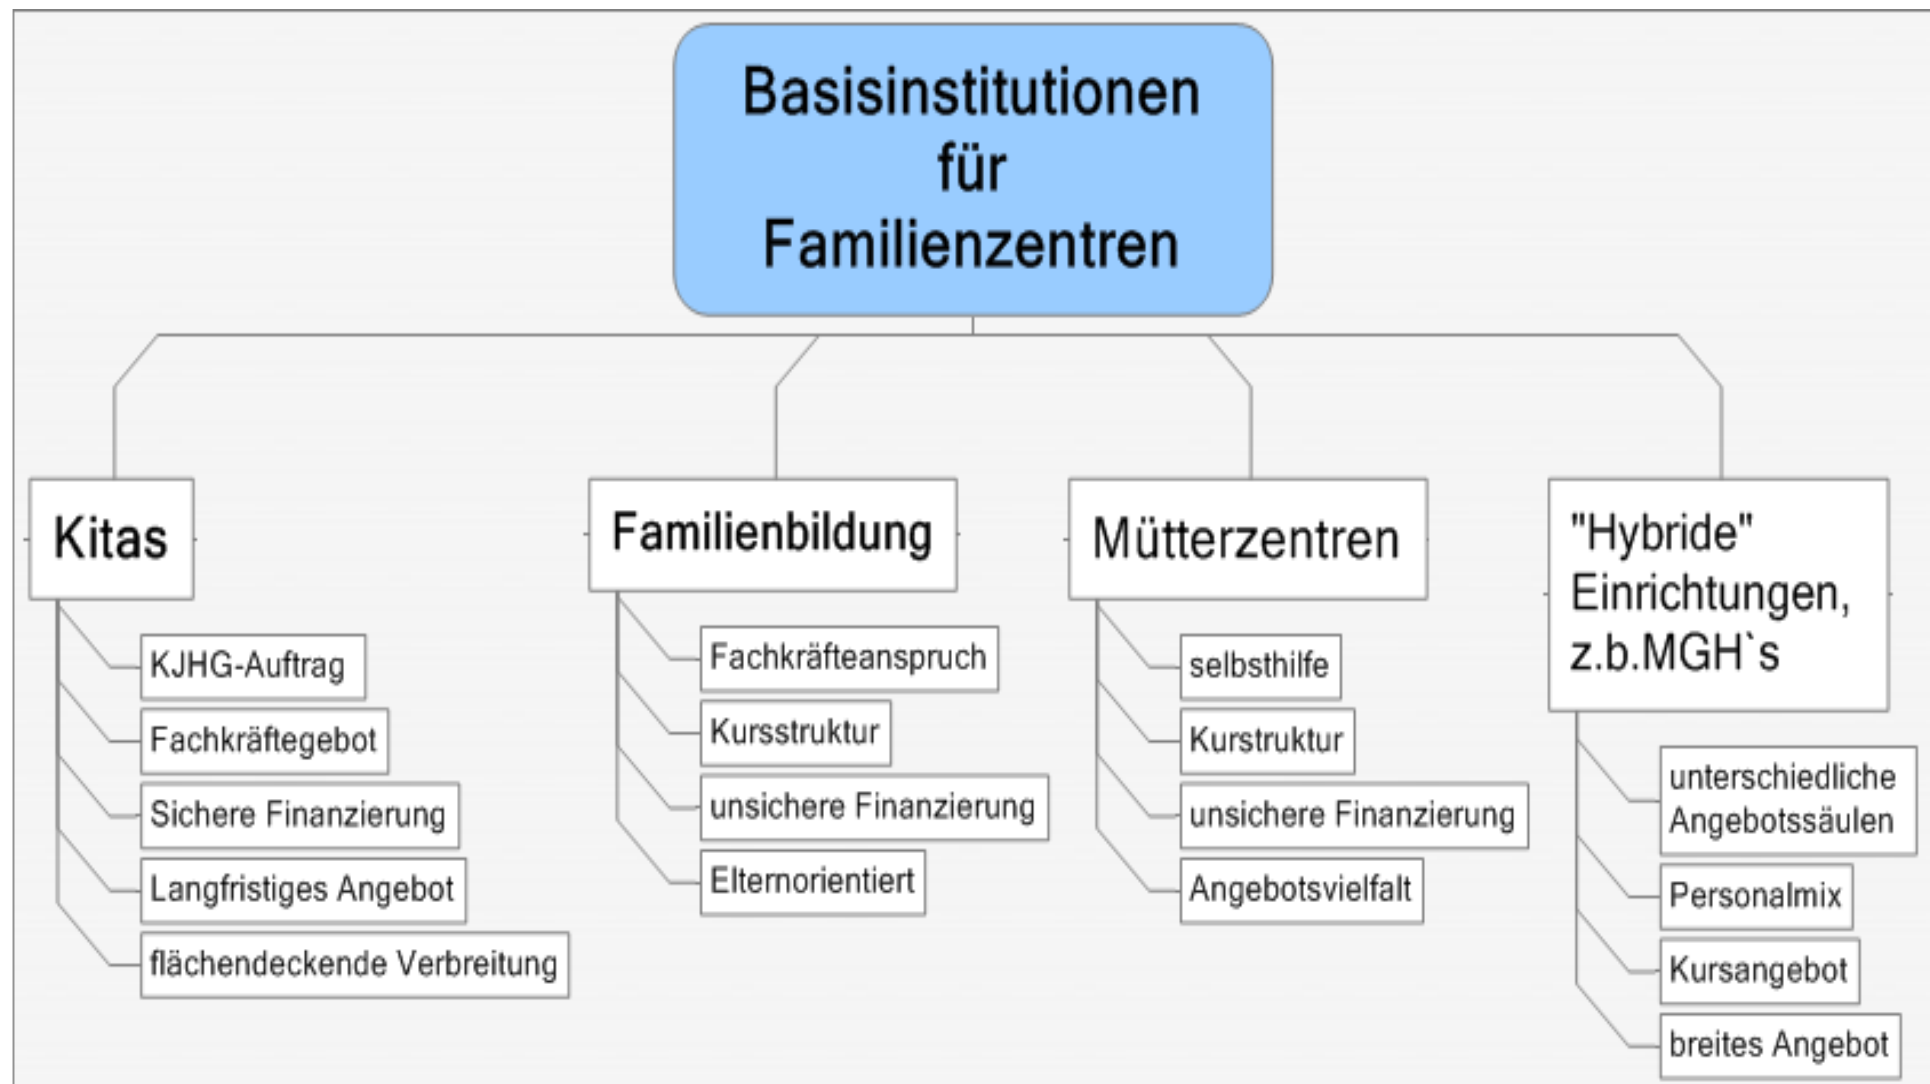 Basisinstitutionen
für
Familienzentren
Kitas
KJHG-Auftrag
Fachkräftegebot
Sichere Finanzierung
Langfristiges Angebot
flächendeckende Verbreitung
Familienbildung
Fachkräfteanspruch
Kursstruktur
unsichere Finanzierung
Elternorientiert
Mütterzentren
selbsthilfe
Kurstruktur
unsichere Finanzierung
Angebotsvielfalt
"Hybride"
Einrichtungen,
z.b.MGH`s
unterschiedliche
Angebotssäulen
Personalmix
Kursangebot
breites Angebot